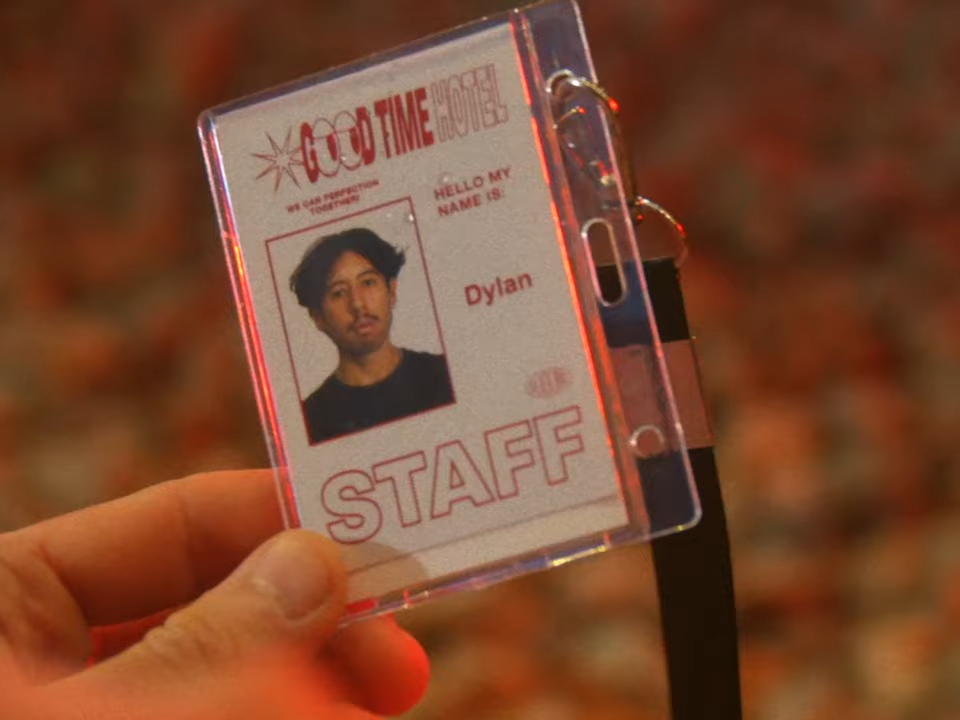 GOOD TIME HOTEL
WE CAN PERFECTION
TOGETHER!
HELLO MY
NAME IS:
Dylan
STAFF